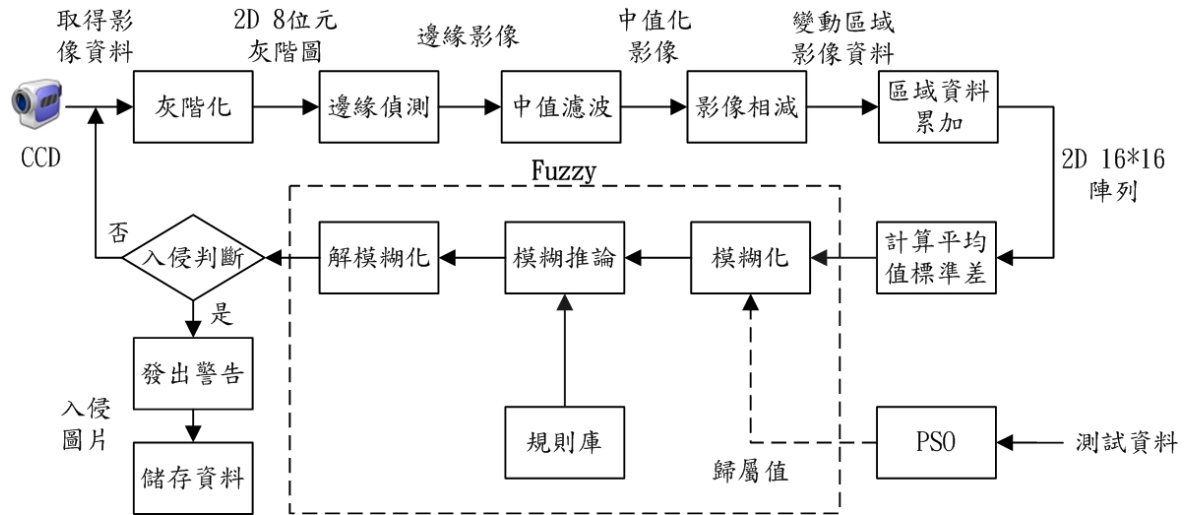 取得影
像資料
2D 8位元
灰階圖
邊緣影像
中值化
影像
變動區域
影像資料
CCD
灰階化
邊緣偵測
中值濾波
影像相減
區域資料
累加
2D 16*16
陣列
Fuzzy
否
入侵判斷
解模糊化
模糊推論
模糊化
計算平均
值標準差
是
發出警告
入侵
圖片
儲存資料
規則庫
歸屬值
PSO
測試資料